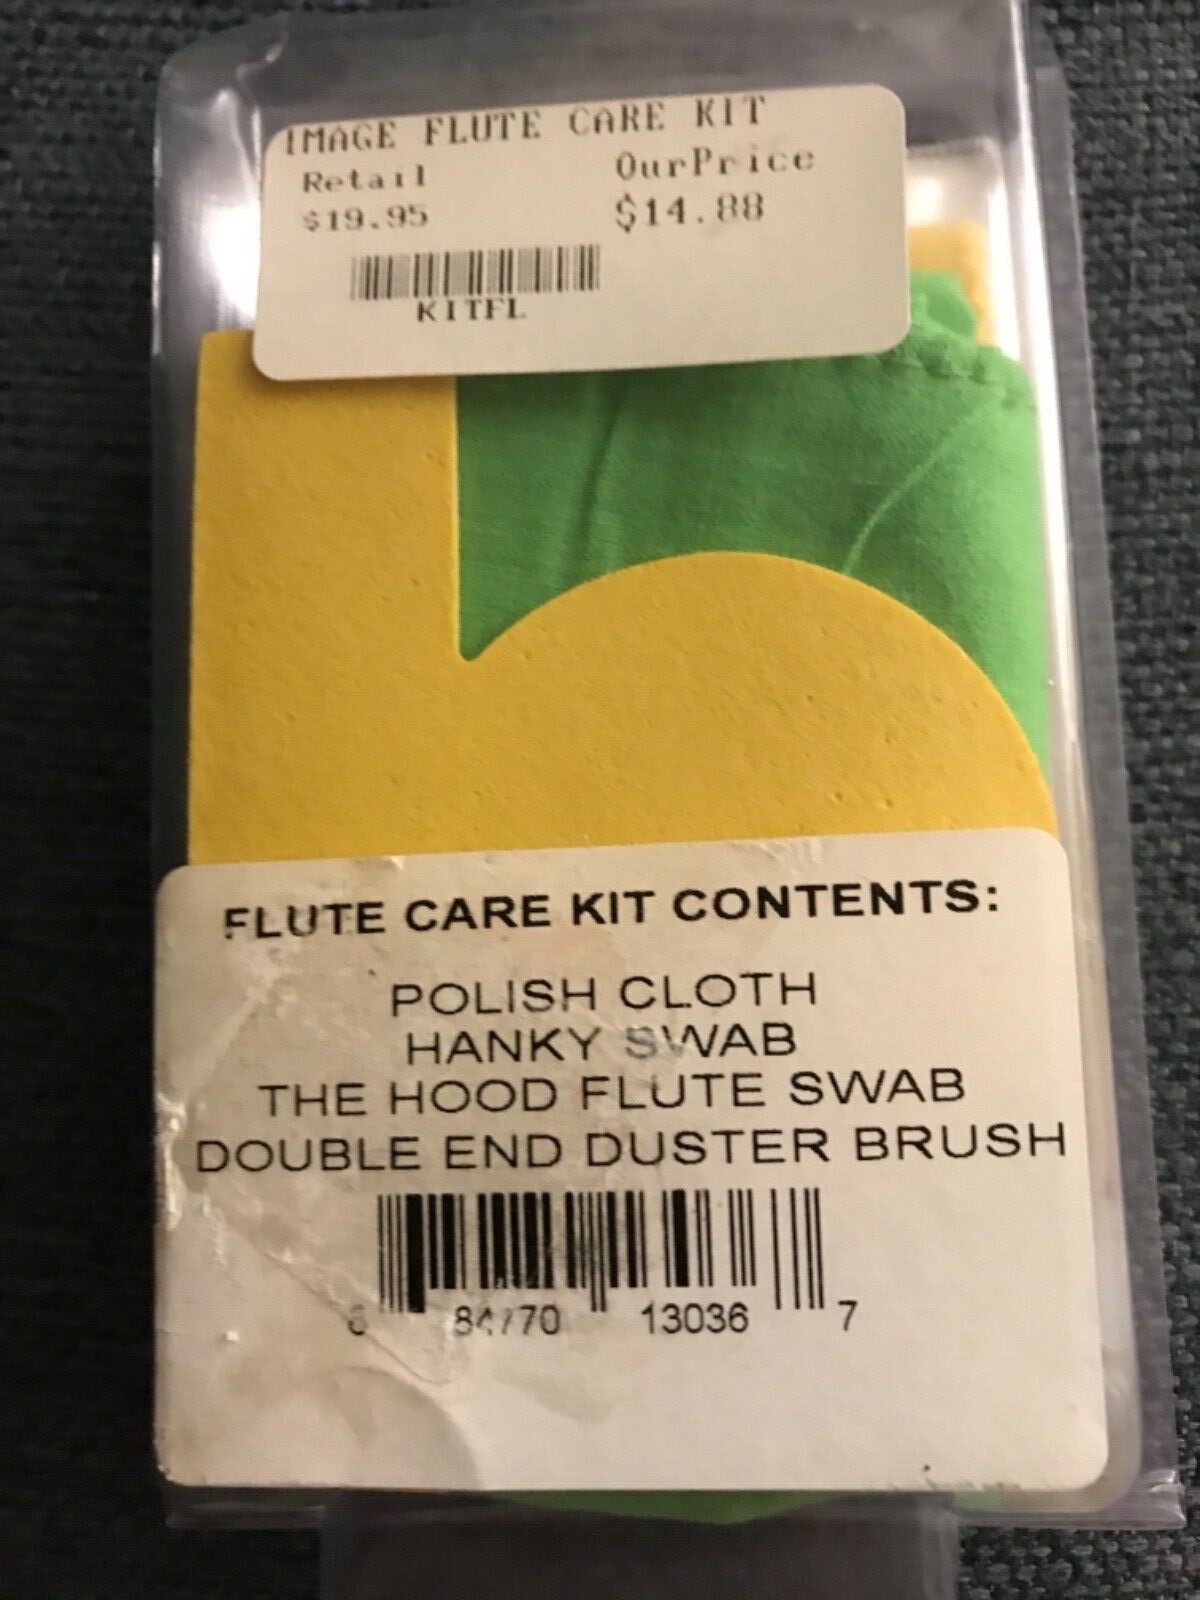 IMAGE FLUTE CARE KIT
Retail OurPrice
$19.95 $14.88
KITFL
FLUTE CARE KIT CONTENTS:
POLISH CLOTH
HANKY SWAB
THE HOOD FLUTE SWAB
DOUBLE END DUSTER BRUSH
13036 7